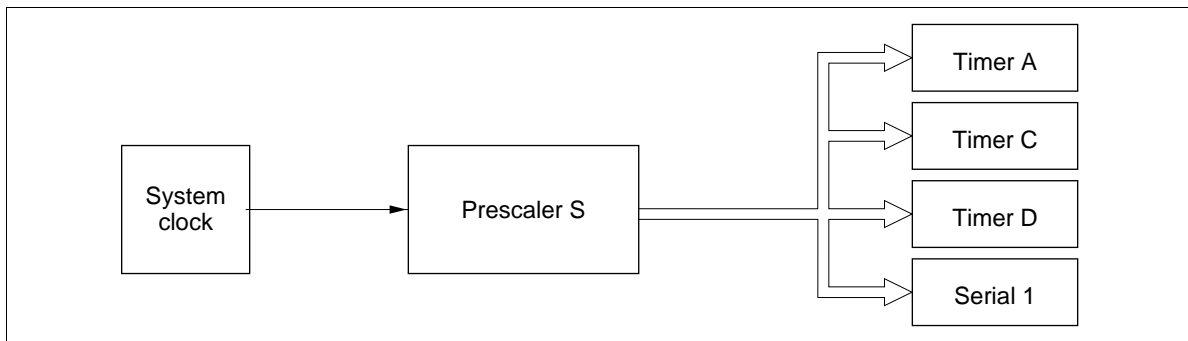 System
clock
Prescaler S
Timer A
Timer C
Timer D
Serial 1